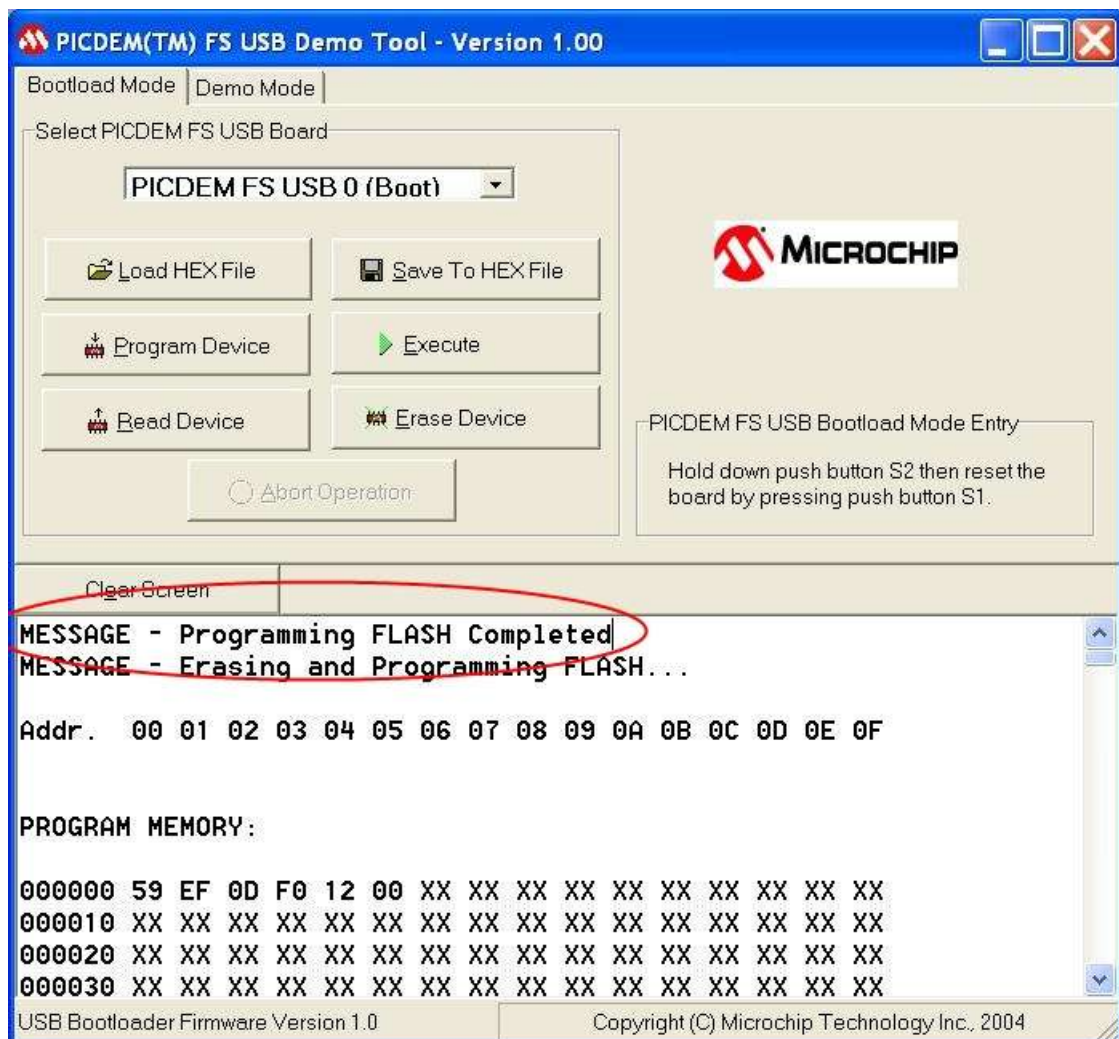 PICDEM(TM) FS USB Demo Tool - Version 1.00
Bootload Mode Demo Mode
Select PICDEM FS USB Board
PICDEM FS USB 0 (Boot)
Load HEX File
Save To HEX File
MICROCHIP
Program Device
Execute
Read Device
Erase Device
Abort Operation
PICDEM FS USB Bootload Mode Entry
Hold down push button S2 then reset the
board by pressing push button S1.
Clear Screen
MESSAGE - Programming FLASH Completed
MESSAGE - Erasing and Programming FLASH...
Addr. 00 01 02 03 04 05 06 07 08 09 0A 0B 0C 0D 0E 0F
PROGRAM MEMORY:
000000 59 EF 0D F0 12 00 XX XX XX XX XX XX XX XX XX XX
000010 XX XX XX XX XX XX XX XX XX XX XX XX XX XX XX XX
000020 XX XX XX XX XX XX XX XX XX XX XX XX XX XX XX XX
000030 XX XX XX XX XX XX XX XX XX XX XX XX XX XX XX XX
USB Bootloader Firmware Version 1.0
Copyright (C) Microchip Technology Inc., 2004